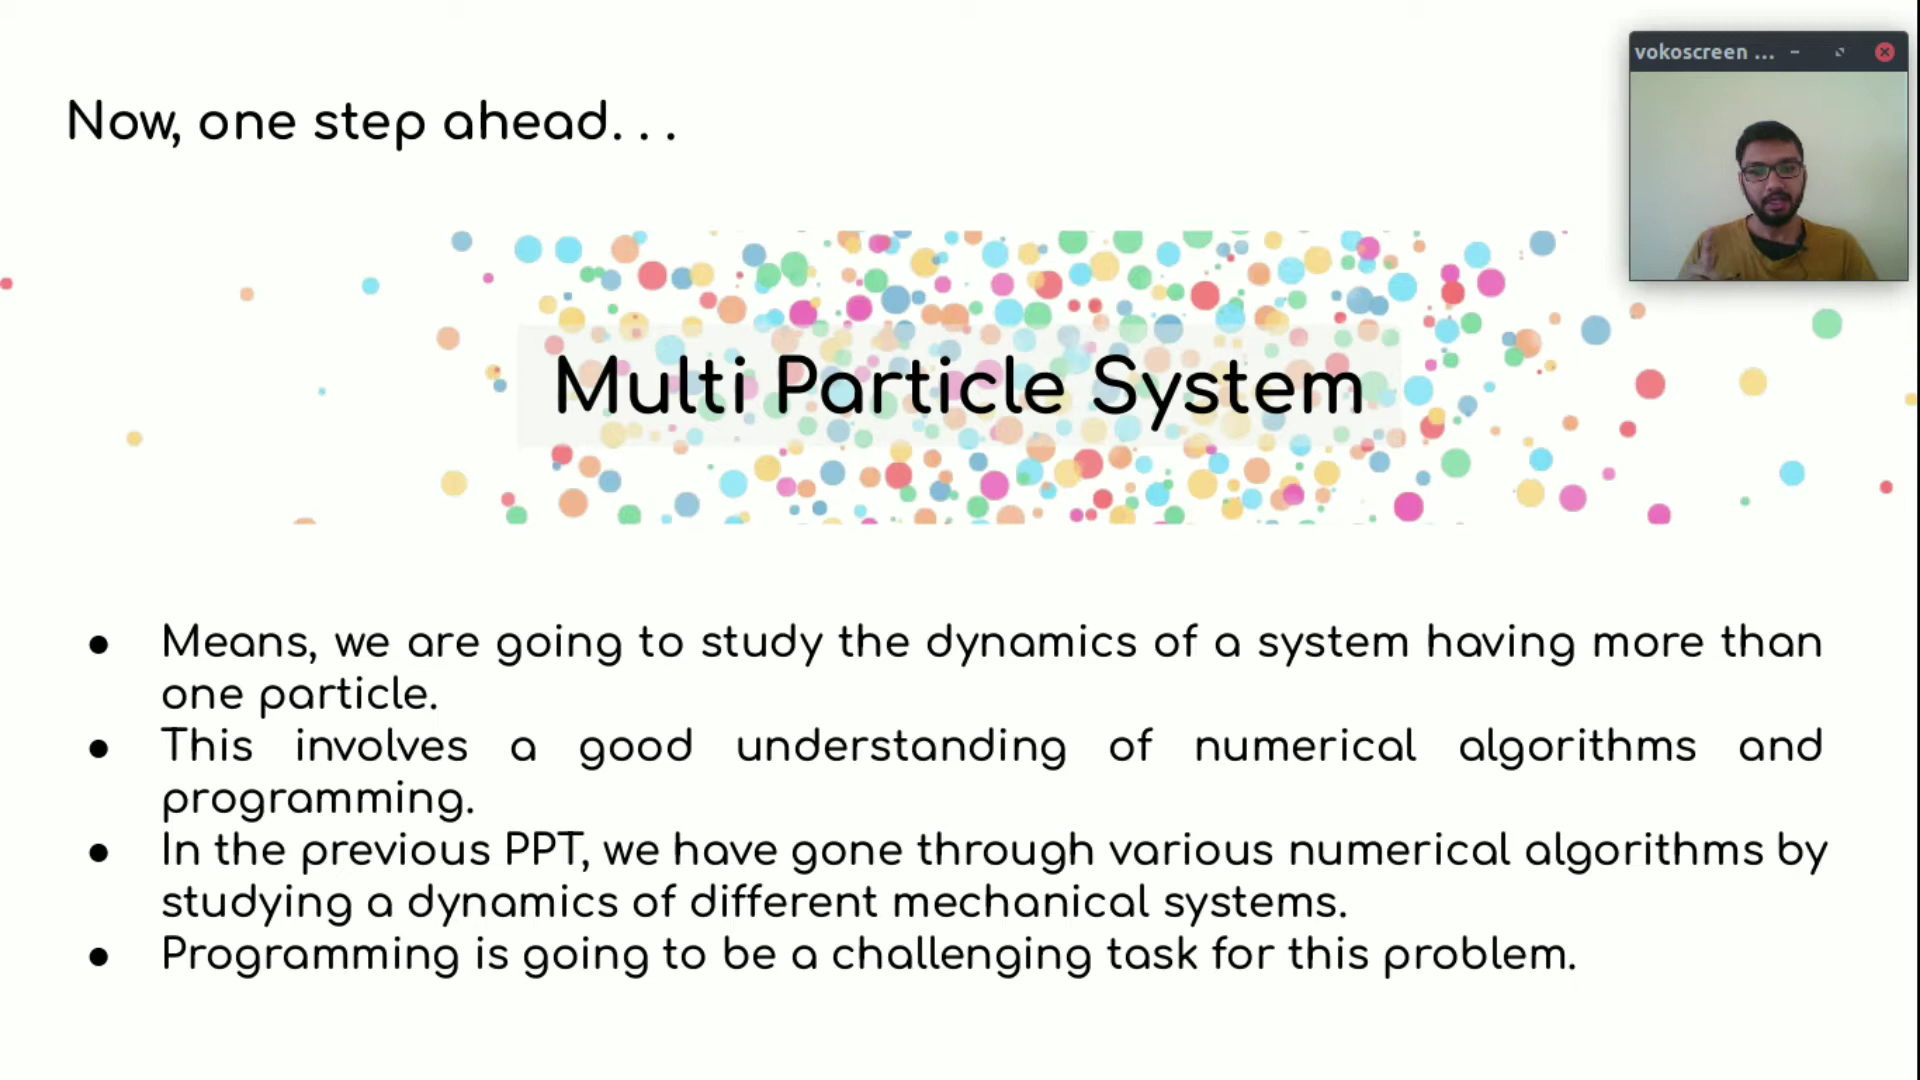 vokoscreen ...
Now, one step ahead. . .
Multi Particle System
● Means, we are going to study the dynamics of a system having more than
one particle.
● This involves a good understanding of numerical algorithms and
programming.
● In the previous PPT, we have gone through various numerical algorithms by
studying a dynamics of different mechanical systems.
● Programming is going to be a challenging task for this problem.